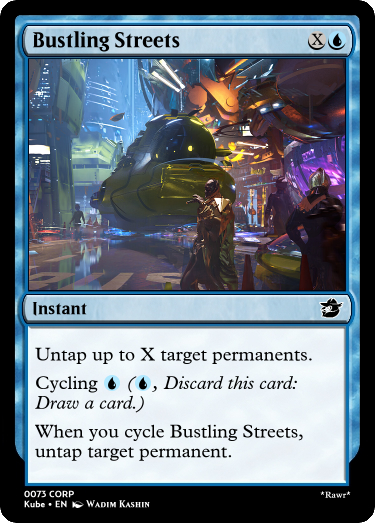 Bustling Streets X
Instant
Untap up to X target permanents.
Cycling (, Discard this card:
Draw a card.)
When you cycle Bustling Streets,
untap target permanent.
0073 CORP
Kube • EN Wadim Kashin
*Rawr*